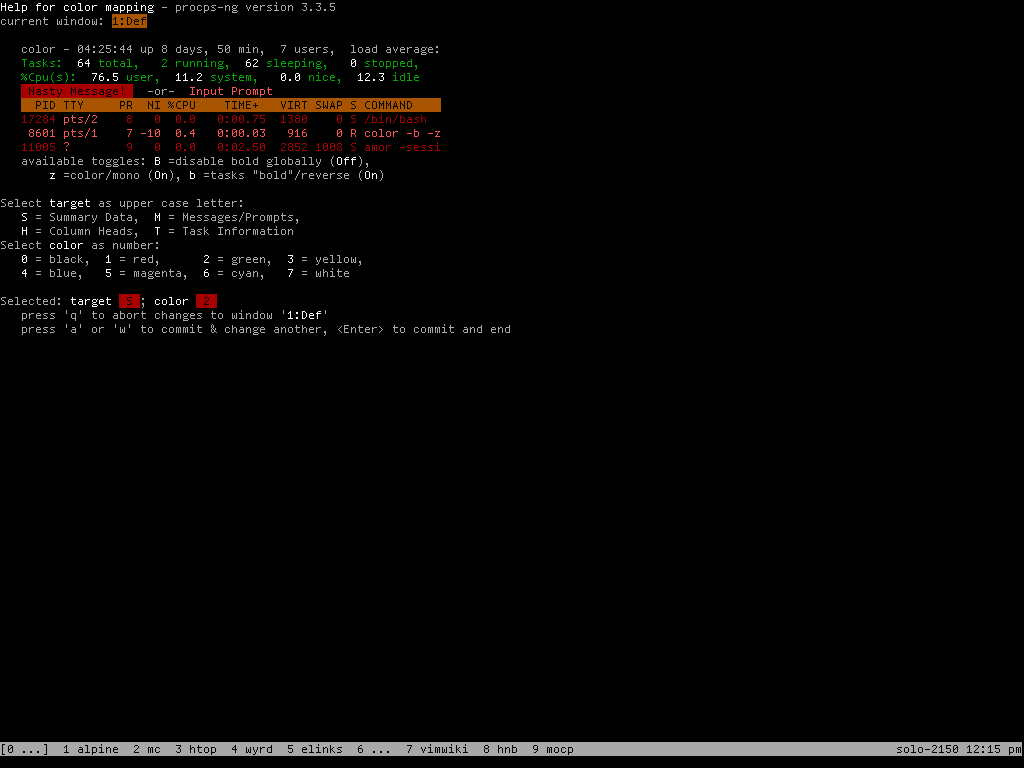 Help for color mapping - procps-ng version 3.3.5
current window: 1:Def
color - 04:25:44 up 8 days, 50 min,  7 users,  load average:
Tasks:  64 total,   2 running,  62 sleeping,   0 stopped,
%Cpu(s):  76.5 user,  11.2 system,   0.0 nice,  12.3 idle
Nasty Message!  -or-  Input Prompt
PID TTY     PR  NI %CPU    TIME+   VIRT SWAP S COMMAND
17284 pts/2    8   0  0.0   0:00.75  1380    0 S /bin/bash
8601 pts/1    7 -10  0.4   0:00.03   916    0 R color -b -z
11005 ?        9   0  0.0   0:02.50  2852 1008 S amor -sessi
available toggles: B =disable bold globally (Off),
z =color/mono (On), b =tasks "bold"/reverse (On)
Select target as upper case letter:
S = Summary Data,  M = Messages/Prompts,
H = Column Heads,  T = Task Information
Select color as number:
0 = black,  1 = red,      2 = green,  3 = yellow,
4 = blue,   5 = magenta,  6 = cyan,   7 = white
Selected: target  S ; color  2
press 'q' to abort changes to window '1:Def'
press 'a' or 'w' to commit & change another, <Enter> to commit and end
[0 ...]  1 alpine  2 mc  3 htop  4 wyrd  5 elinks  6 ...  7 vimwiki  8 hnb  9 mocp  solo-2150 12:15 pm